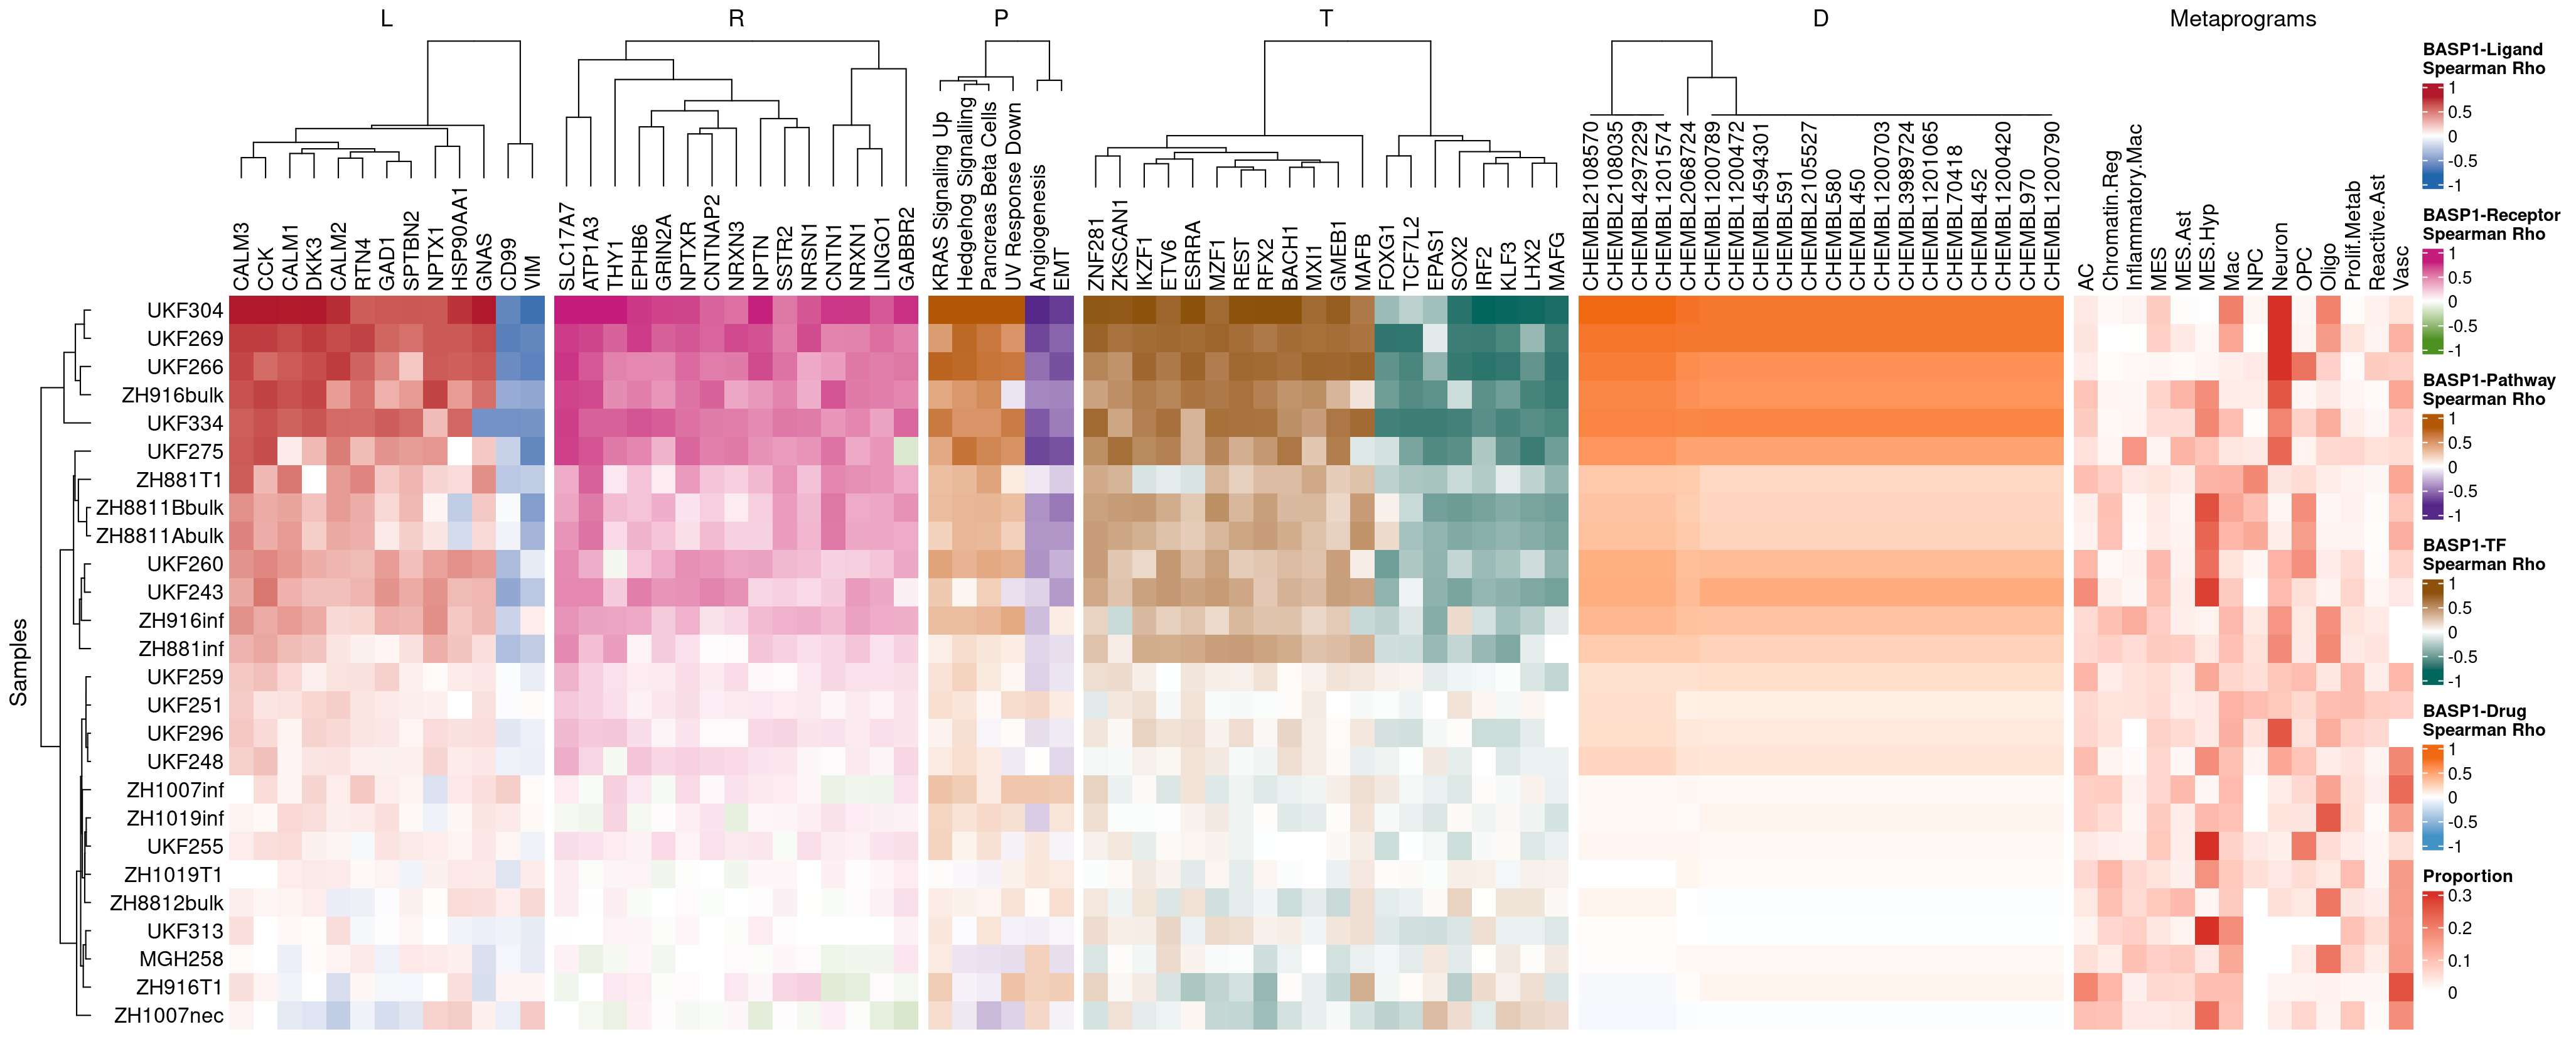 L
R
P
T
D
Metaprograms
CALM3
CCK
CALM1
DKK3
CALM2
RTN4
GAD1
SPTBN2
NPTX1
HSP90AA1
GNAS
CD99
VIM
SLC17A7
ATP1A3
THY1
EPHB6
GRIN2A
NPTXR
CNTNAP2
NRXN3
NPTN
SSTR2
NRSN1
CNTN1
NRXN1
LINGO1
GABBR2
KRAS Signaling Up
Hedgehog Signalling
Pancreas Beta Cells
UV Response Down
Angiogenesis
EMT
ZNF281
ZKSCAN1
IKZF1
ETV6
ESRRA
MZF1
REST
RFX2
BACH1
MXI1
GMEB1
MAFB
FOXG1
TCF7L2
EPAS1
SOX2
IRF2
KLF3
LHX2
MAFG
CHEMBL2108570
CHEMBL2108035
CHEMBL4297229
CHEMBL1201574
CHEMBL2068724
CHEMBL1200789
CHEMBL1200472
CHEMBL4594301
CHEMBL591
CHEMBL2105527
CHEMBL580
CHEMBL450
CHEMBL1200703
CHEMBL3989724
CHEMBL1201065
CHEMBL70418
CHEMBL452
CHEMBL1200420
CHEMBL970
CHEMBL1200790
AC
Chromatin.Reg
Inflammatory.Mac
MES
MES.Ast
MES.Hyp
Mac
NPC
Neuron
OPC
Oligo
Prolif.Metab
Reactive.Ast
Vasc
Samples
UKF304
UKF269
UKF266
ZH916bulk
UKF334
UKF275
ZH881T1
ZH8811Bbulk
ZH8811Abulk
UKF260
UKF243
ZH916inf
ZH881inf
UKF259
UKF251
UKF296
UKF248
ZH1007inf
ZH1019inf
UKF255
ZH1019T1
ZH8812bulk
UKF313
MGH258
ZH916T1
ZH1007nec
BASP1-Ligand
Spearman Rho
1
0.5
0
-0.5
-1
BASP1-Receptor
Spearman Rho
1
0.5
0
-0.5
-1
BASP1-Pathway
Spearman Rho
1
0.5
0
-0.5
-1
BASP1-TF
Spearman Rho
1
0.5
0
-0.5
-1
BASP1-Drug
Spearman Rho
1
0.5
0
-0.5
-1
Proportion
0.3
0.2
0.1
0